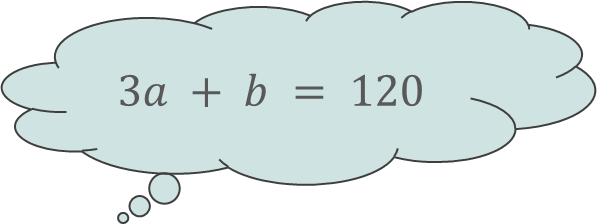 3a + b = 120